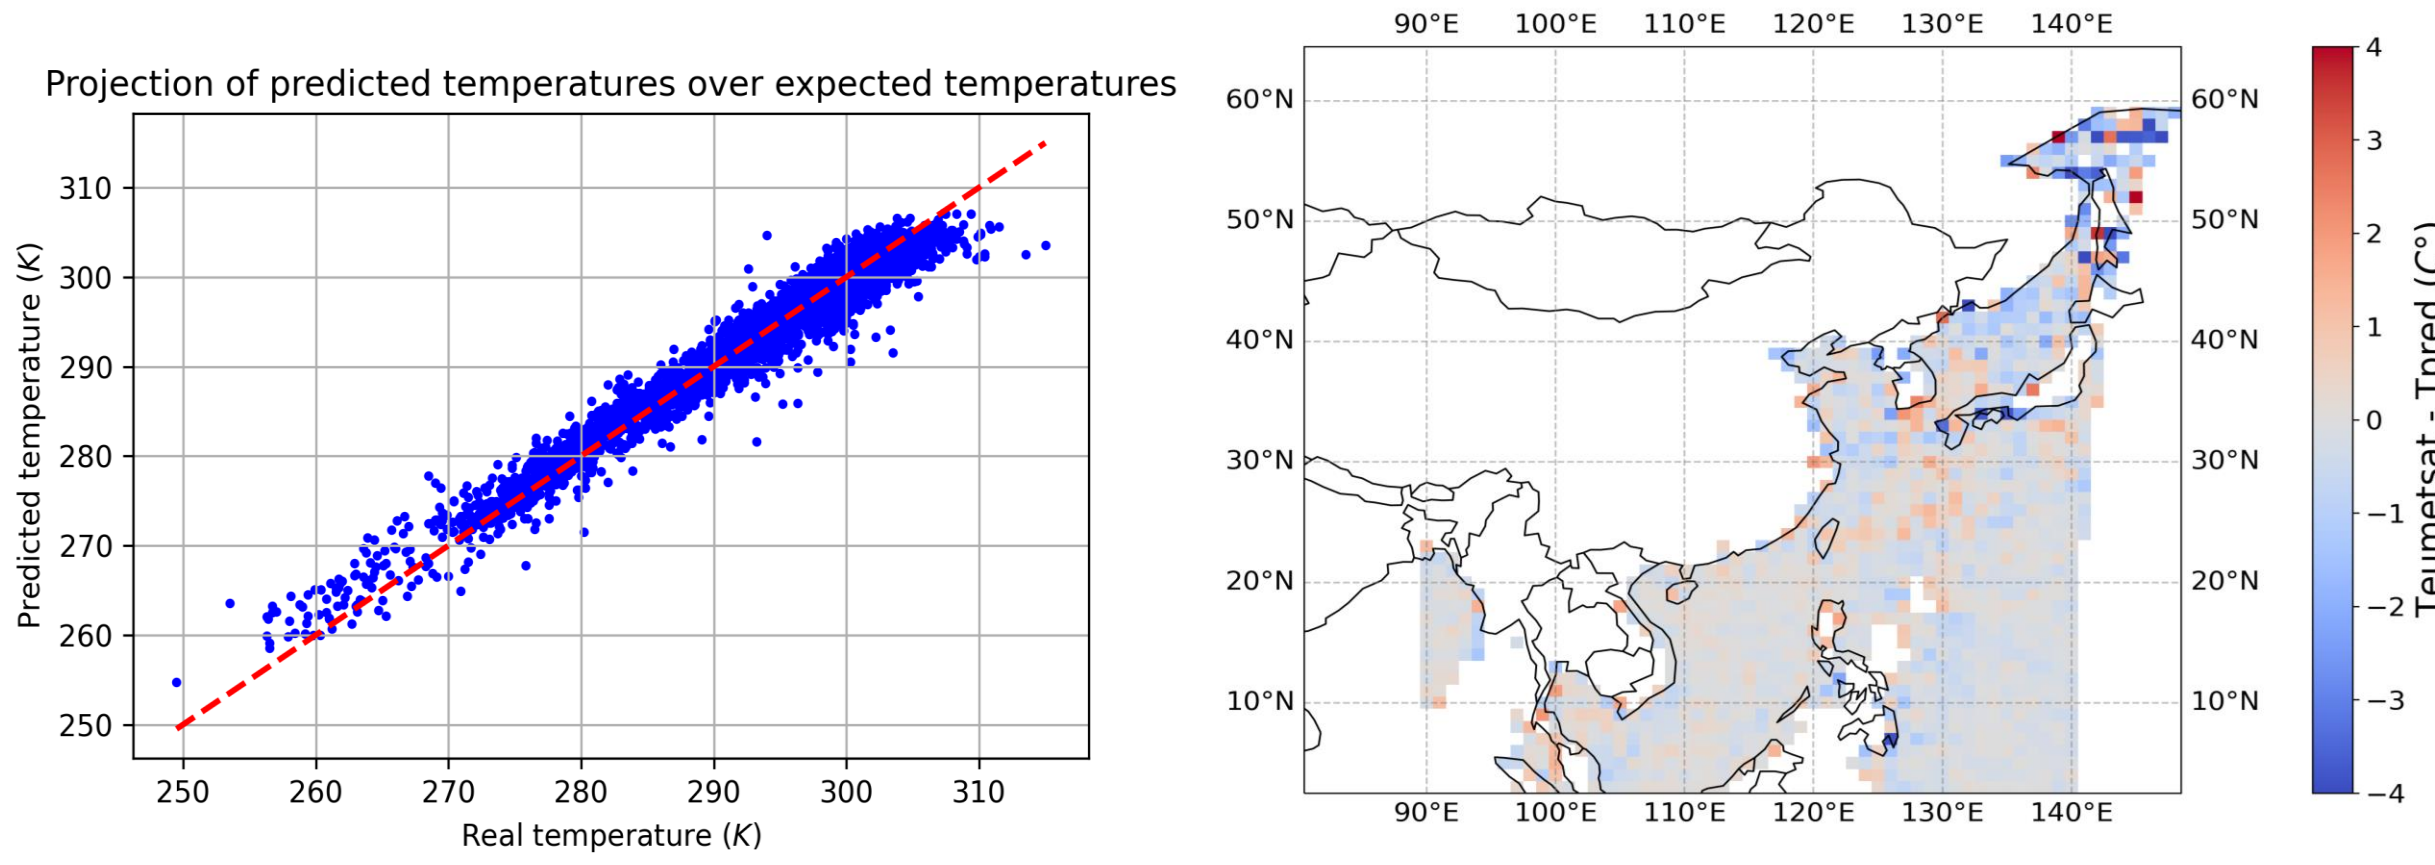 Projection of predicted temperatures over expected temperatures
Predicted temperature (K)
310
300
290
280
270
260
250
250 260 270 280 290 300 310
Real temperature (K)
90°E 100°E 110°E 120°E 130°E 140°E
60°N 60°N
50°N 50°N
40°N 40°N
30°N 30°N
20°N 20°N
10°N 10°N
90°E 100°E 110°E 120°E 130°E 140°E
4
3
2
1
0
−1
−2
−3
−4
Teumetsat - Tpred (C°)